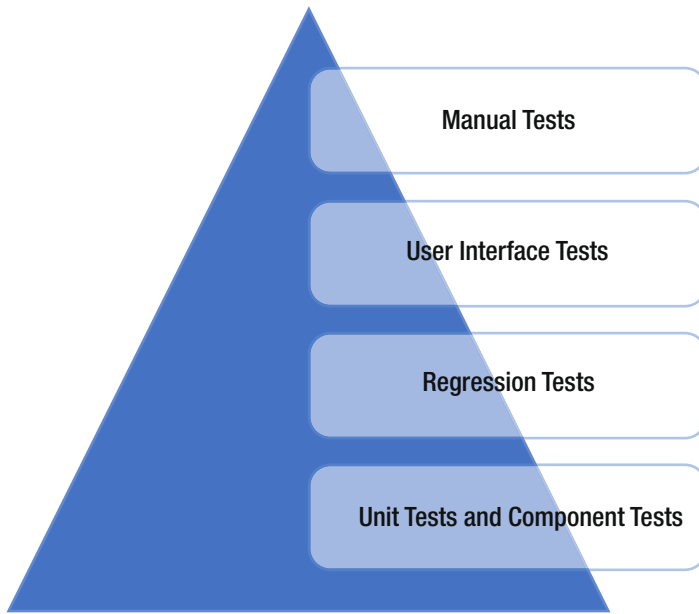 Manual Tests
User Interface Tests
Regression Tests
Unit Tests and Component Tests